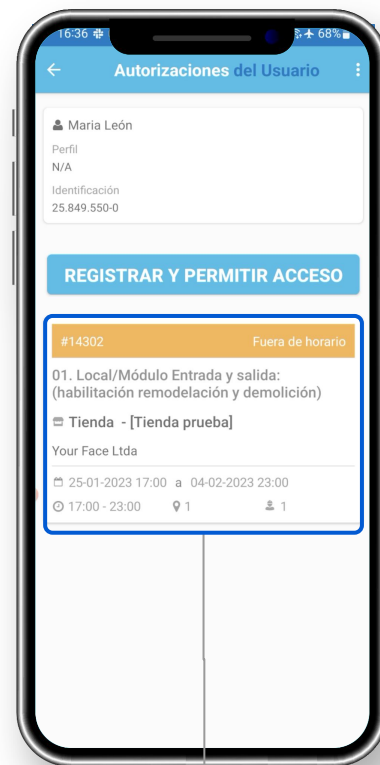 16:36 68%
Autorizaciones del Usuario
Maria León
Perfil
N/A
Identificación
25.849.550-0
REGISTRAR Y PERMITIR ACCESO
#14302 Fuera de horario
01. Local/Módulo Entrada y salida:
(habilitación remodelación y demolición)
Tienda - [Tienda prueba]
Your Face Ltda
25-01-2023 17:00 a 04-02-2023 23:00
17:00 - 23:00 1 1